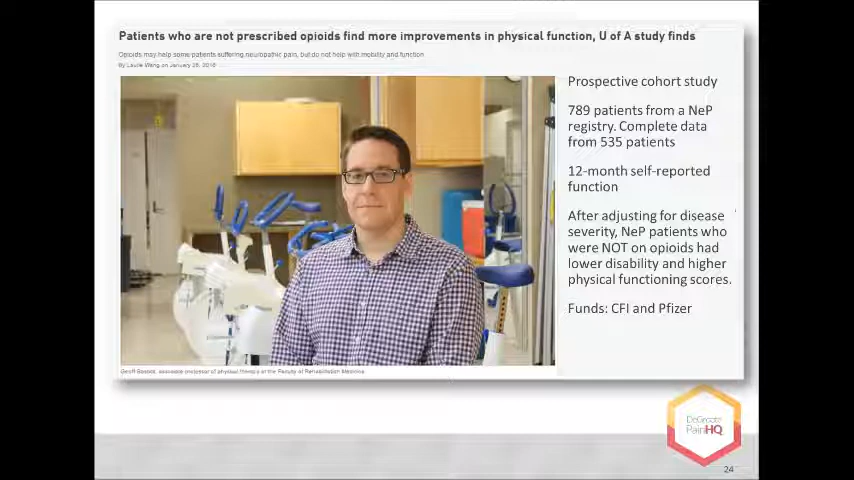 Patients who are not prescribed opioids find more improvements in physical function, U of A study finds
Opioids may help some patients suffering neuropathic pain, but do not help with mobility and function
By Laurie Wang on January 26, 2016
Prospective cohort study
789 patients from a NeP
registry. Complete data
from 535 patients
12-month self-reported
function
After adjusting for disease
severity, NeP patients who
were NOT on opioids had
lower disability and higher
physical functioning scores.
Funds: CFI and Pfizer
Geoff Bostick, associate professor of physical therapy at the Faculty of Rehabilitation Medicine
DeGroote
PainHQ
24